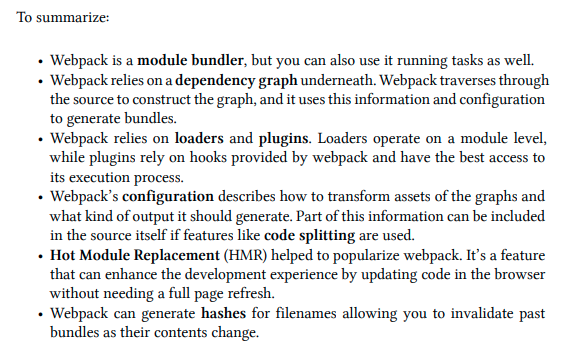 To summarize:
• Webpack is a module bundler, but you can also use it running tasks as well.
• Webpack relies on a dependency graph underneath. Webpack traverses through
the source to construct the graph, and it uses this information and configuration
to generate bundles.
• Webpack relies on loaders and plugins. Loaders operate on a module level,
while plugins rely on hooks provided by webpack and have the best access to
its execution process.
• Webpack’s configuration describes how to transform assets of the graphs and
what kind of output it should generate. Part of this information can be included
in the source itself if features like code splitting are used.
• Hot Module Replacement (HMR) helped to popularize webpack. It’s a feature
that can enhance the development experience by updating code in the browser
without needing a full page refresh.
• Webpack can generate hashes for filenames allowing you to invalidate past
bundles as their contents change.